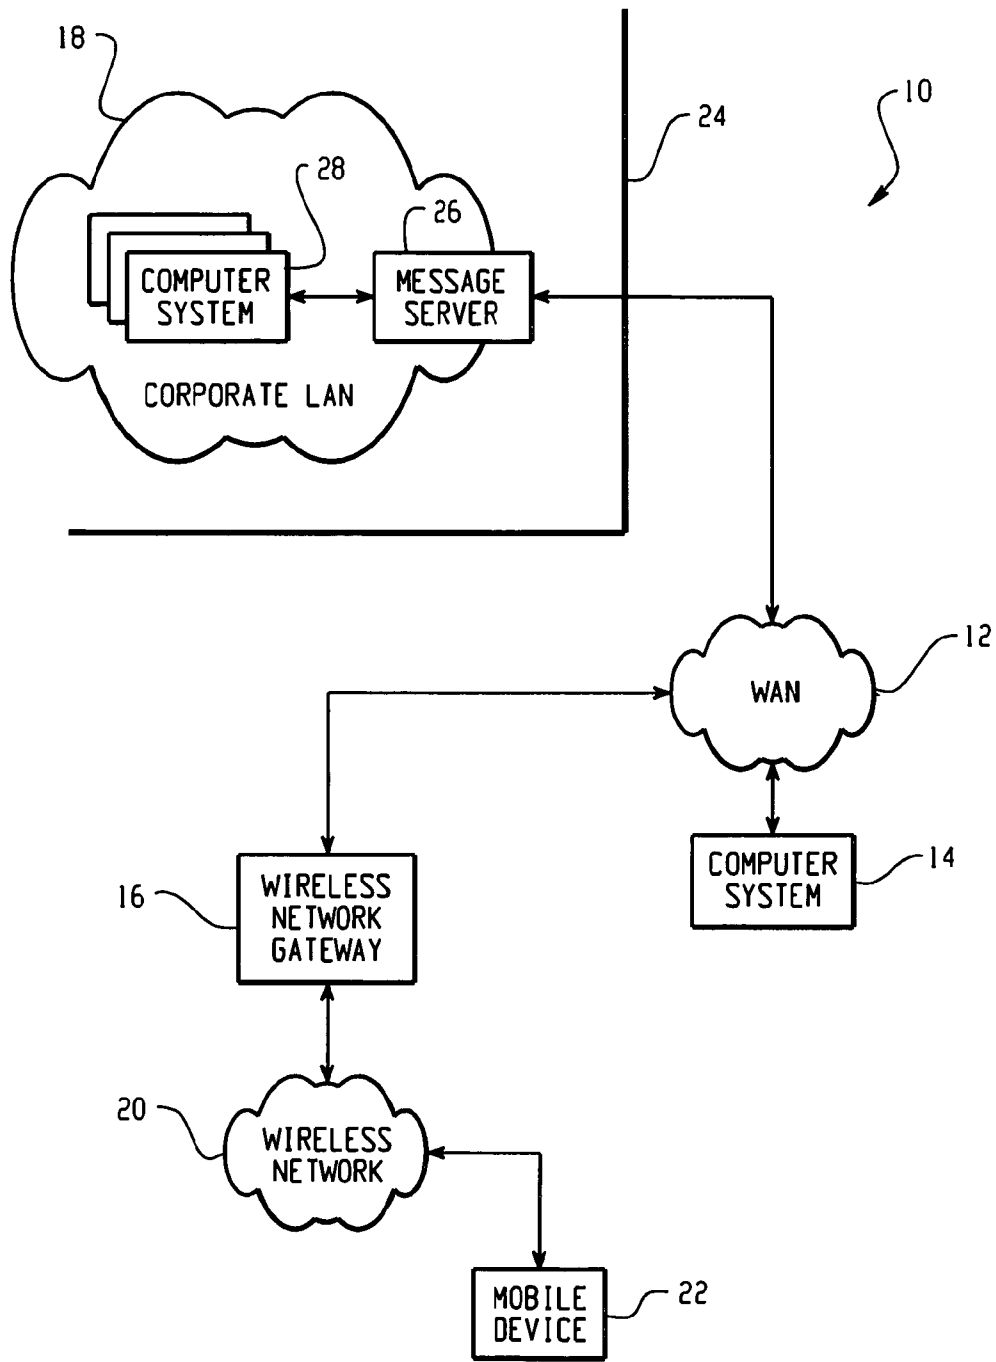 18
10
24
28
26
COMPUTER
SYSTEM
MESSAGE
SERVER
CORPORATE LAN
12
WAN
COMPUTER
SYSTEM
14
16
WIRELESS
NETWORK
GATEWAY
20
WIRELESS
NETWORK
MOBILE
DEVICE
22